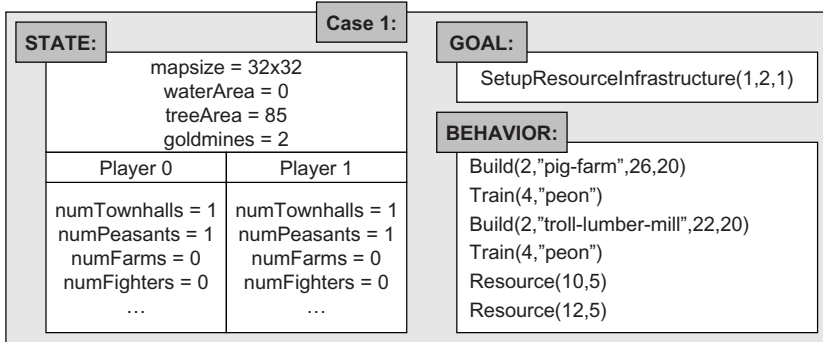 Case 1:
STATE:
mapsize = 32x32
waterArea = 0
treeArea = 85
goldmines = 2
Player 0
numTownhalls = 1
numPeasants = 1
numFarms = 0
numFighters = 0
…
Player 1
numTownhalls = 1
numPeasants = 1
numFarms = 0
numFighters = 0
…
GOAL:
SetupResourceInfrastructure(1,2,1)
BEHAVIOR:
Build(2,”pig-farm”,26,20)
Train(4,”peon”)
Build(2,”troll-lumber-mill”,22,20)
Train(4,”peon”)
Resource(10,5)
Resource(12,5)